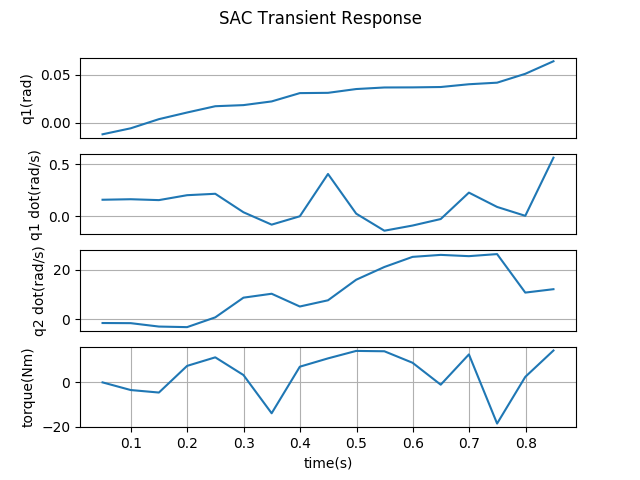 SAC Transient Response
q1(rad)
0.05
0.00
q1 dot(rad/s)
0.5
0.0
q2 dot(rad/s)
20
0
torque(Nm)
0
−20
0.1 0.2 0.3 0.4 0.5 0.6 0.7 0.8
time(s)